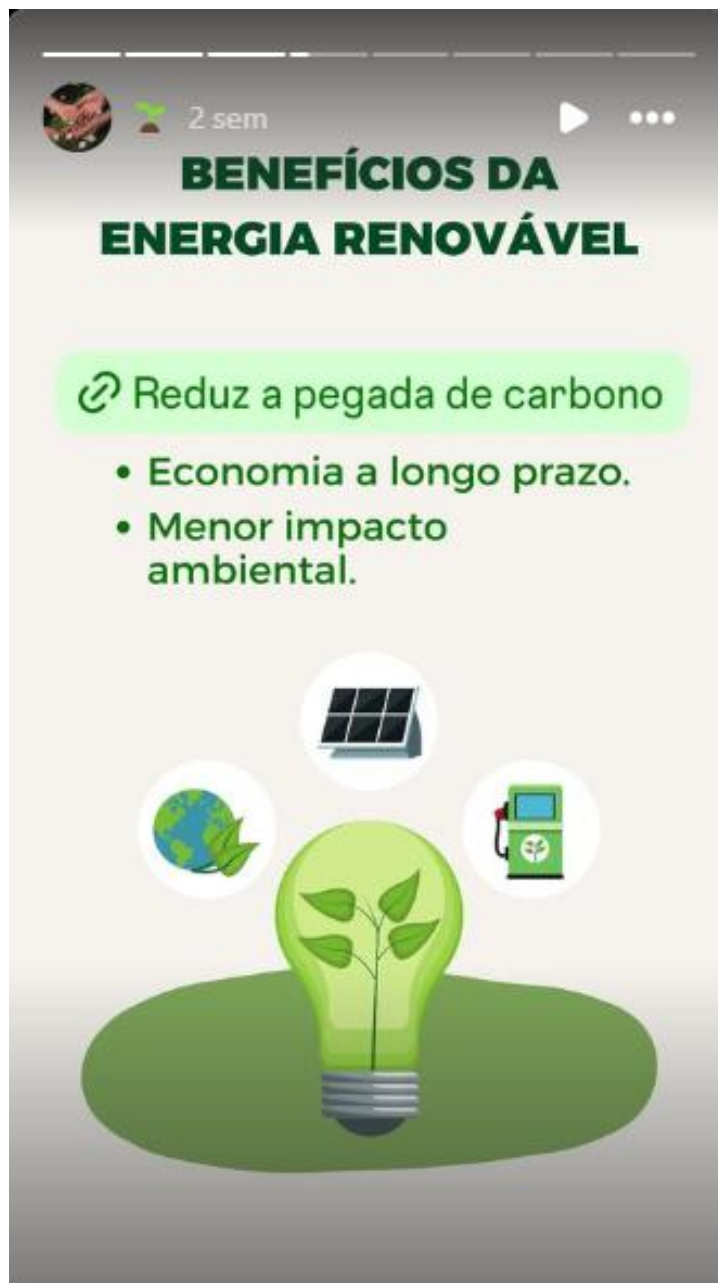 2 sem
BENEFÍCIOS DA
ENERGIA RENOVÁVEL
Reduz a pegada de carbono
• Economia a longo prazo.
• Menor impacto
ambiental.